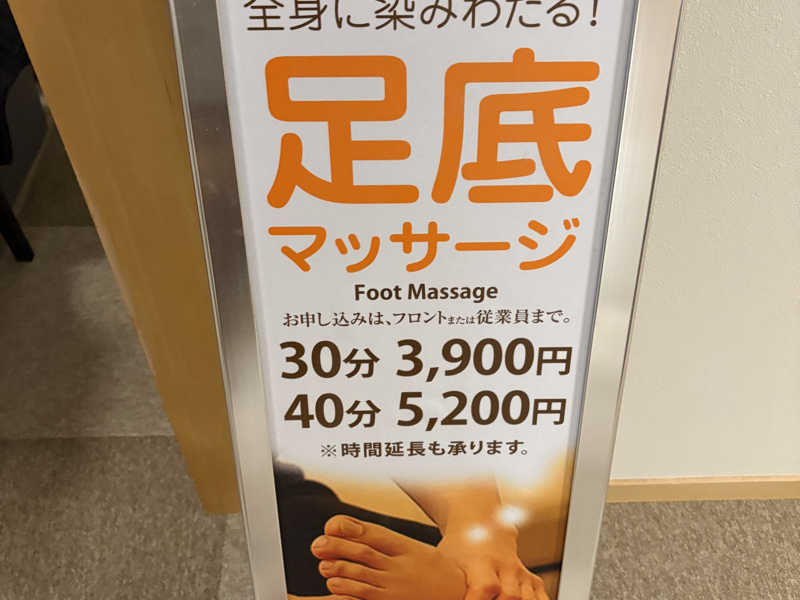 全身に染みわたる!
足底
マッサージ
Foot Massage
お申し込みは、フロントまたは従業員まで。
30分 3,900円
40分 5,200円
※時間延長も承ります。